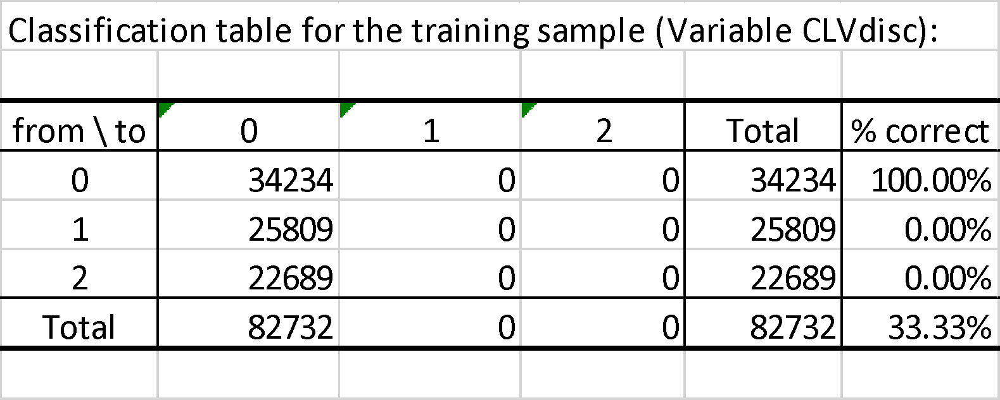 Classification table for the training sample (Variable CLVdisc):
from \ to 0 1 2 Total % correct
0 34234 0 0 34234 100.00%
1 25809 0 0 25809 0.00%
2 22689 0 0 22689 0.00%
Total 82732 0 0 82732 33.33%